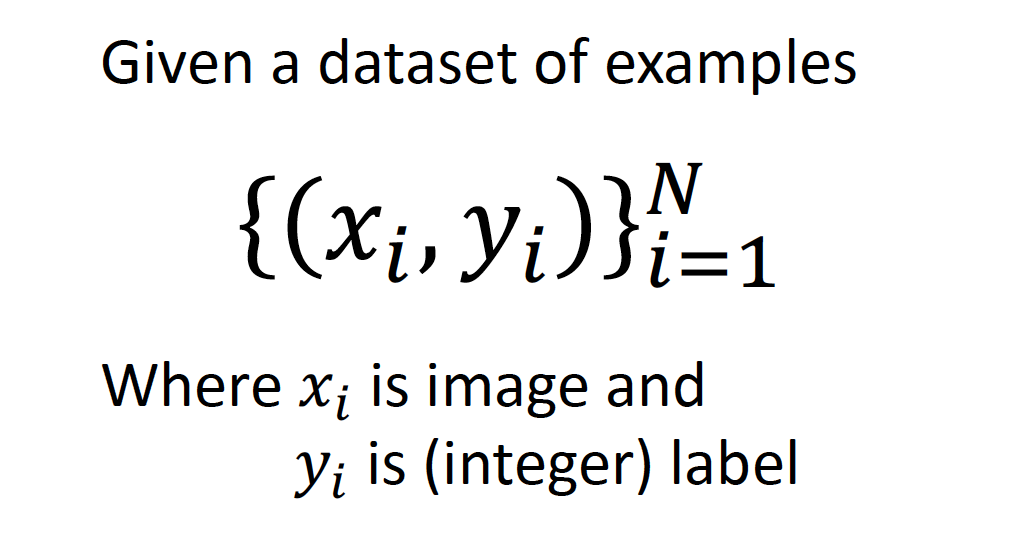 Given a dataset of examples
{(xᵢ, yᵢ)}ᵢ₌₁ᴺ
Where xᵢ is image and
yᵢ is (integer) label